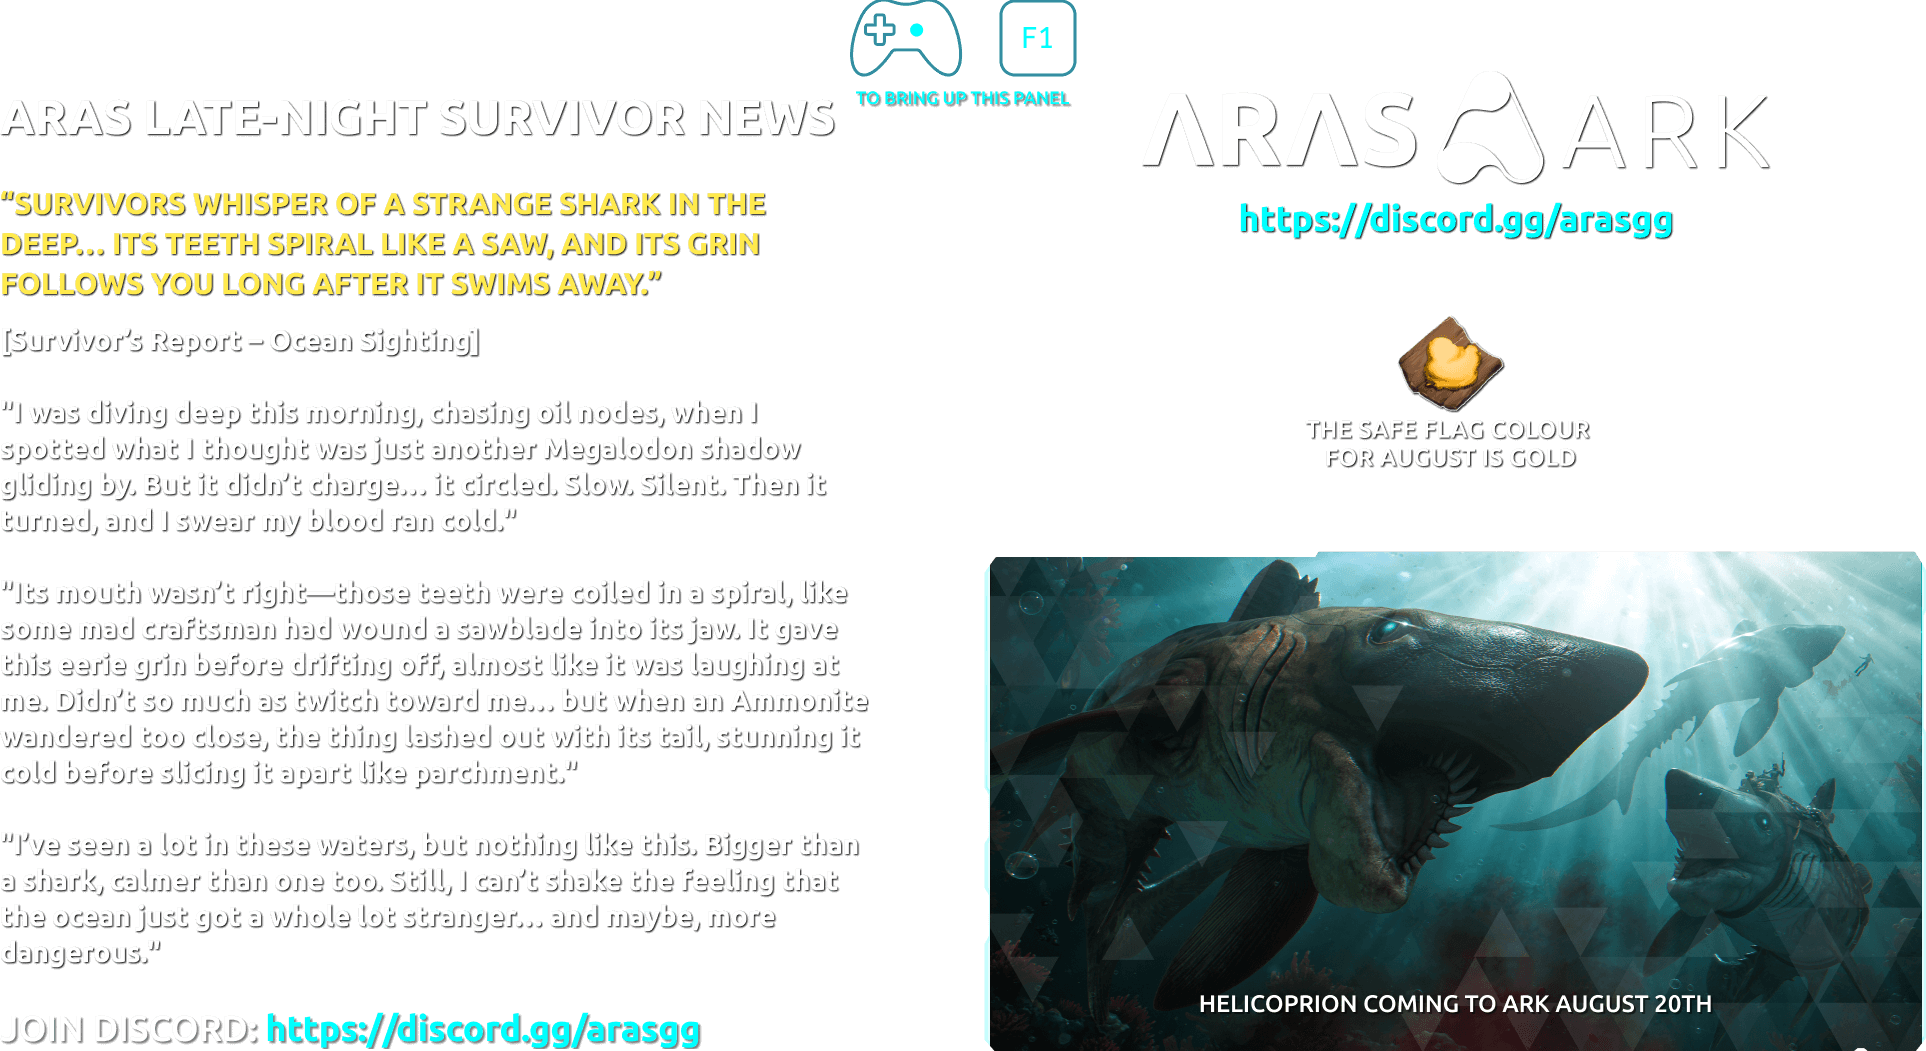 F1
TO BRING UP THIS PANEL
ARAS LATE-NIGHT SURVIVOR NEWS
“SURVIVORS WHISPER OF A STRANGE SHARK IN THE
DEEP… ITS TEETH SPIRAL LIKE A SAW, AND ITS GRIN
FOLLOWS YOU LONG AFTER IT SWIMS AWAY.”
[Survivor’s Report – Ocean Sighting]
"I was diving deep this morning, chasing oil nodes, when I
spotted what I thought was just another Megalodon shadow
gliding by. But it didn’t charge… it circled. Slow. Silent. Then it
turned, and I swear my blood ran cold."
"Its mouth wasn’t right—those teeth were coiled in a spiral, like
some mad craftsman had wound a sawblade into its jaw. It gave
this eerie grin before drifting off, almost like it was laughing at
me. Didn’t so much as twitch toward me… but when an Ammonite
wandered too close, the thing lashed out with its tail, stunning it
cold before slicing it apart like parchment."
"I’ve seen a lot in these waters, but nothing like this. Bigger than
a shark, calmer than one too. Still, I can’t shake the feeling that
the ocean just got a whole lot stranger… and maybe, more
dangerous."
JOIN DISCORD: https://discord.gg/arasgg
ARAS ARK
https://discord.gg/arasgg
THE SAFE FLAG COLOUR
FOR AUGUST IS GOLD
HELICOPRION COMING TO ARK AUGUST 20TH